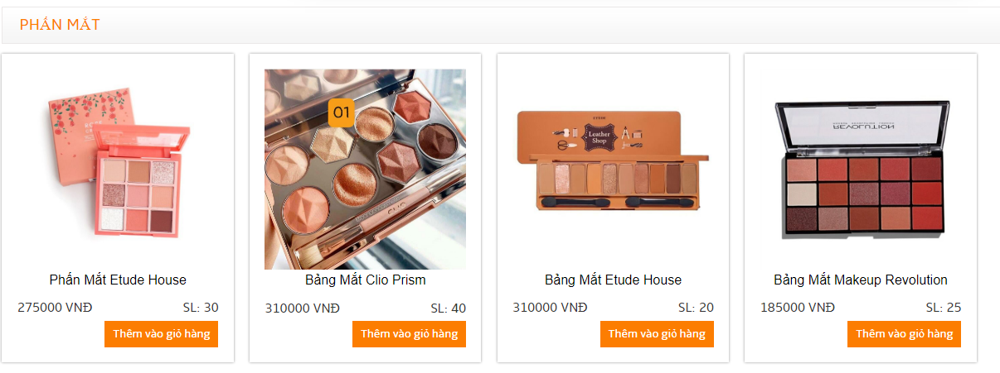 PHẤN MẮT
01
CLIO
ETUDE
Leather
Shop
REVOLUTION
Phấn Mắt Etude House
Bảng Mắt Clio Prism
Bảng Mắt Etude House
Bảng Mắt Makeup Revolution
275000 VNĐ
SL: 30
310000 VNĐ
SL: 40
310000 VNĐ
SL: 20
185000 VNĐ
SL: 25
Thêm vào giỏ hàng
Thêm vào giỏ hàng
Thêm vào giỏ hàng
Thêm vào giỏ hàng